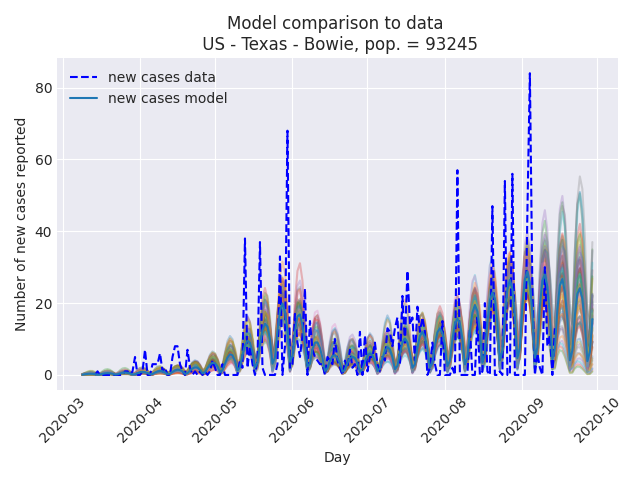 Model comparison to data
US - Texas - Bowie, pop. = 93245
new cases data
new cases model
Number of new cases reported
80
60
40
20
0
2020-03
2020-04
2020-05
2020-06
2020-07
2020-08
2020-09
2020-10
Day